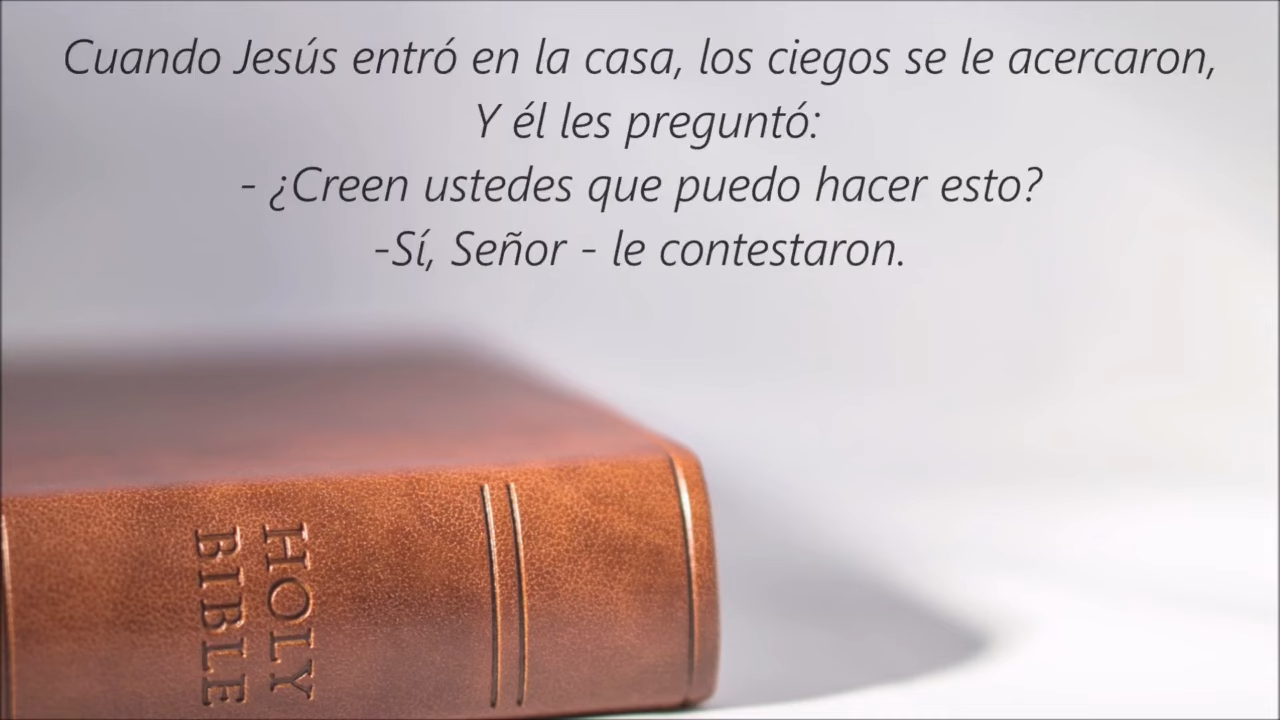 Cuando Jesús entró en la casa, los ciegos se le acercaron,
Y él les preguntó:
- ¿Creen ustedes que puedo hacer esto?
-Sí, Señor - le contestaron.
HOLY
BIBLE